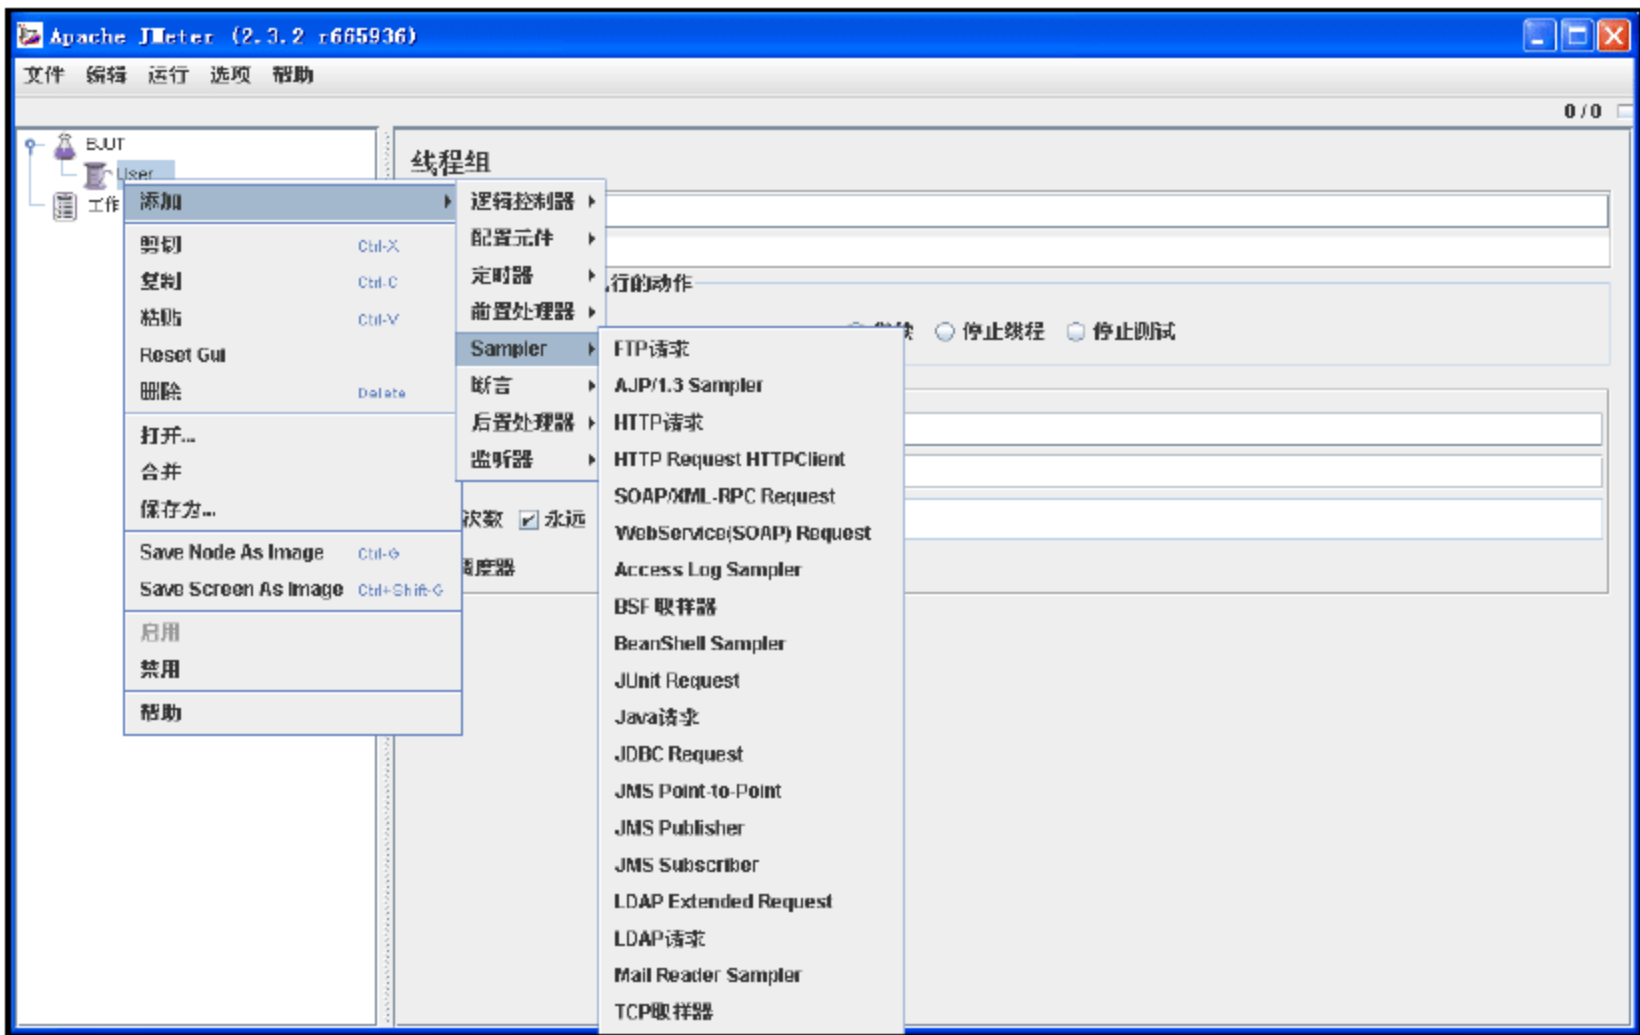 Apache JMeter (2.3.2 r665936)
文件 编辑 运行 选项 帮助
0 / 0
BJUT
User
工作
线程组
添加
剪切 Ctrl-X
复制 Ctrl-C
粘贴 Ctrl-V
Reset Gui
删除 Delete
打开...
合并
保存为...
Save Node As Image Ctrl-G
Save Screen As Image Ctrl+Shift-G
启用
禁用
帮助
逻辑控制器
配置元件
定时器
前置处理器
Sampler
断言
后置处理器
监听器
行的动作
停止线程 停止测试
次数 永远
度器
FTP请求
AJP/1.3 Sampler
HTTP请求
HTTP Request HTTPClient
SOAP/XML-RPC Request
WebService(SOAP) Request
Access Log Sampler
BSF 取样器
BeanShell Sampler
JUnit Request
Java请求
JDBC Request
JMS Point-to-Point
JMS Publisher
JMS Subscriber
LDAP Extended Request
LDAP请求
Mail Reader Sampler
TCP取样器